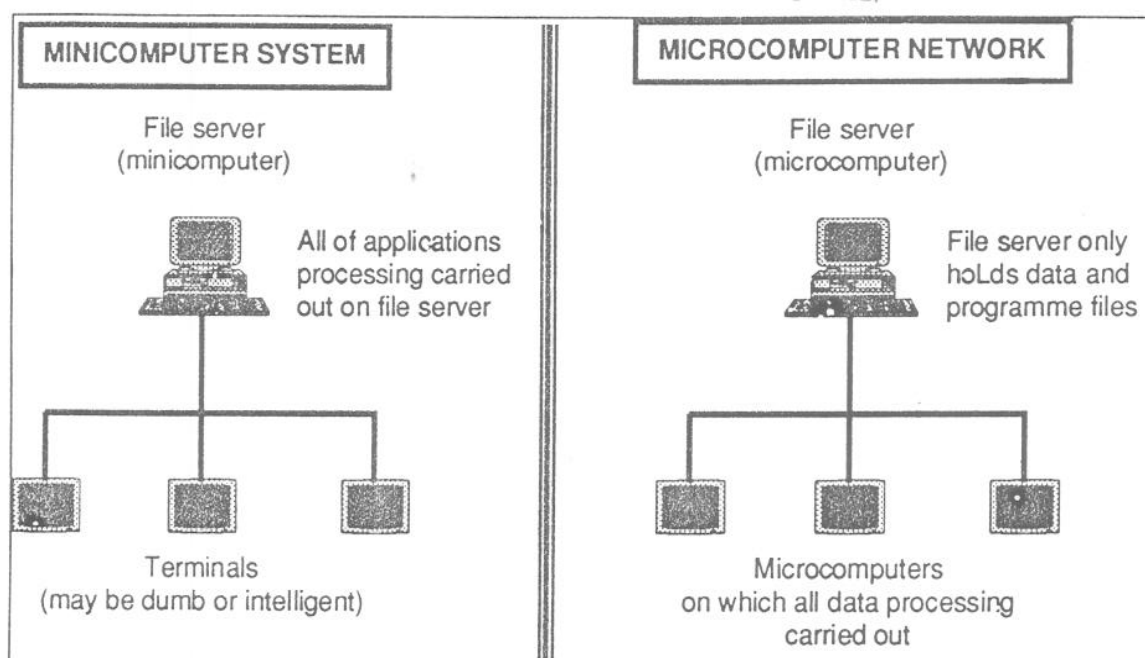 MINICOMPUTER SYSTEM
File server
(minicomputer)
All of applications
processing carried
out on file server
Terminals
(may be dumb or intelligent)
MICROCOMPUTER NETWORK
File server
(microcomputer)
File server only
hoLds data and
programme files
Microcomputers
on which all data processing
carried out